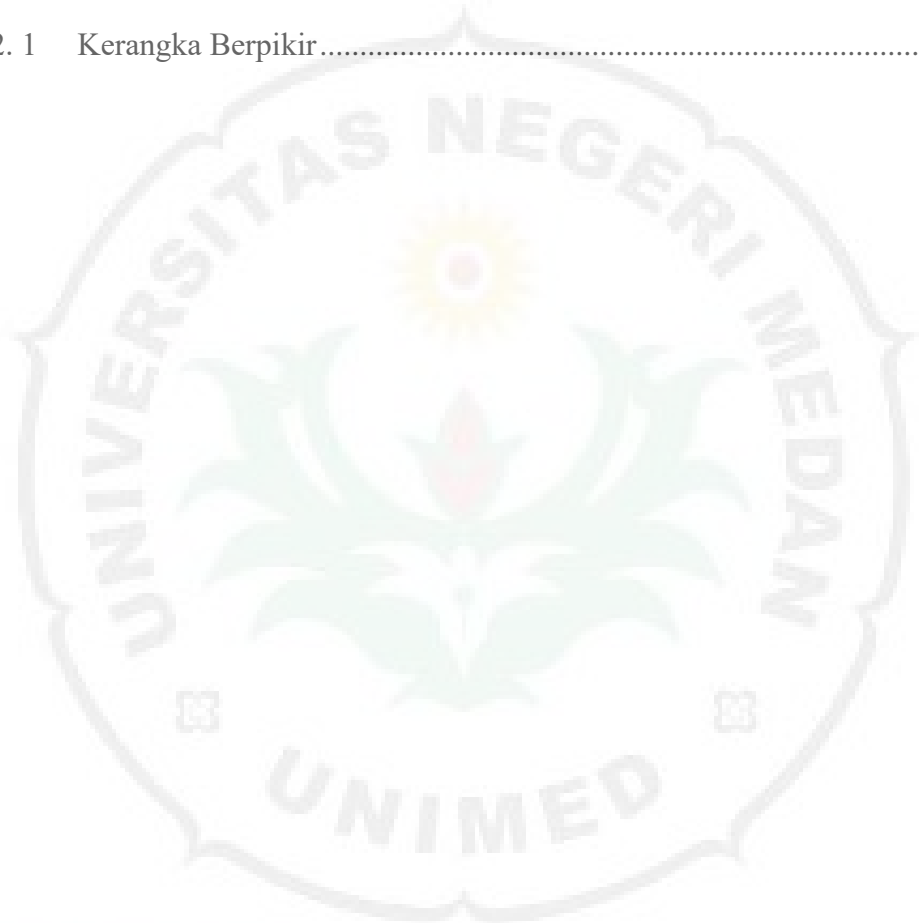 2. 1 Kerangka Berpikir........................................................................
UNIVERSITAS NEGERI MEDAN
UNIMED